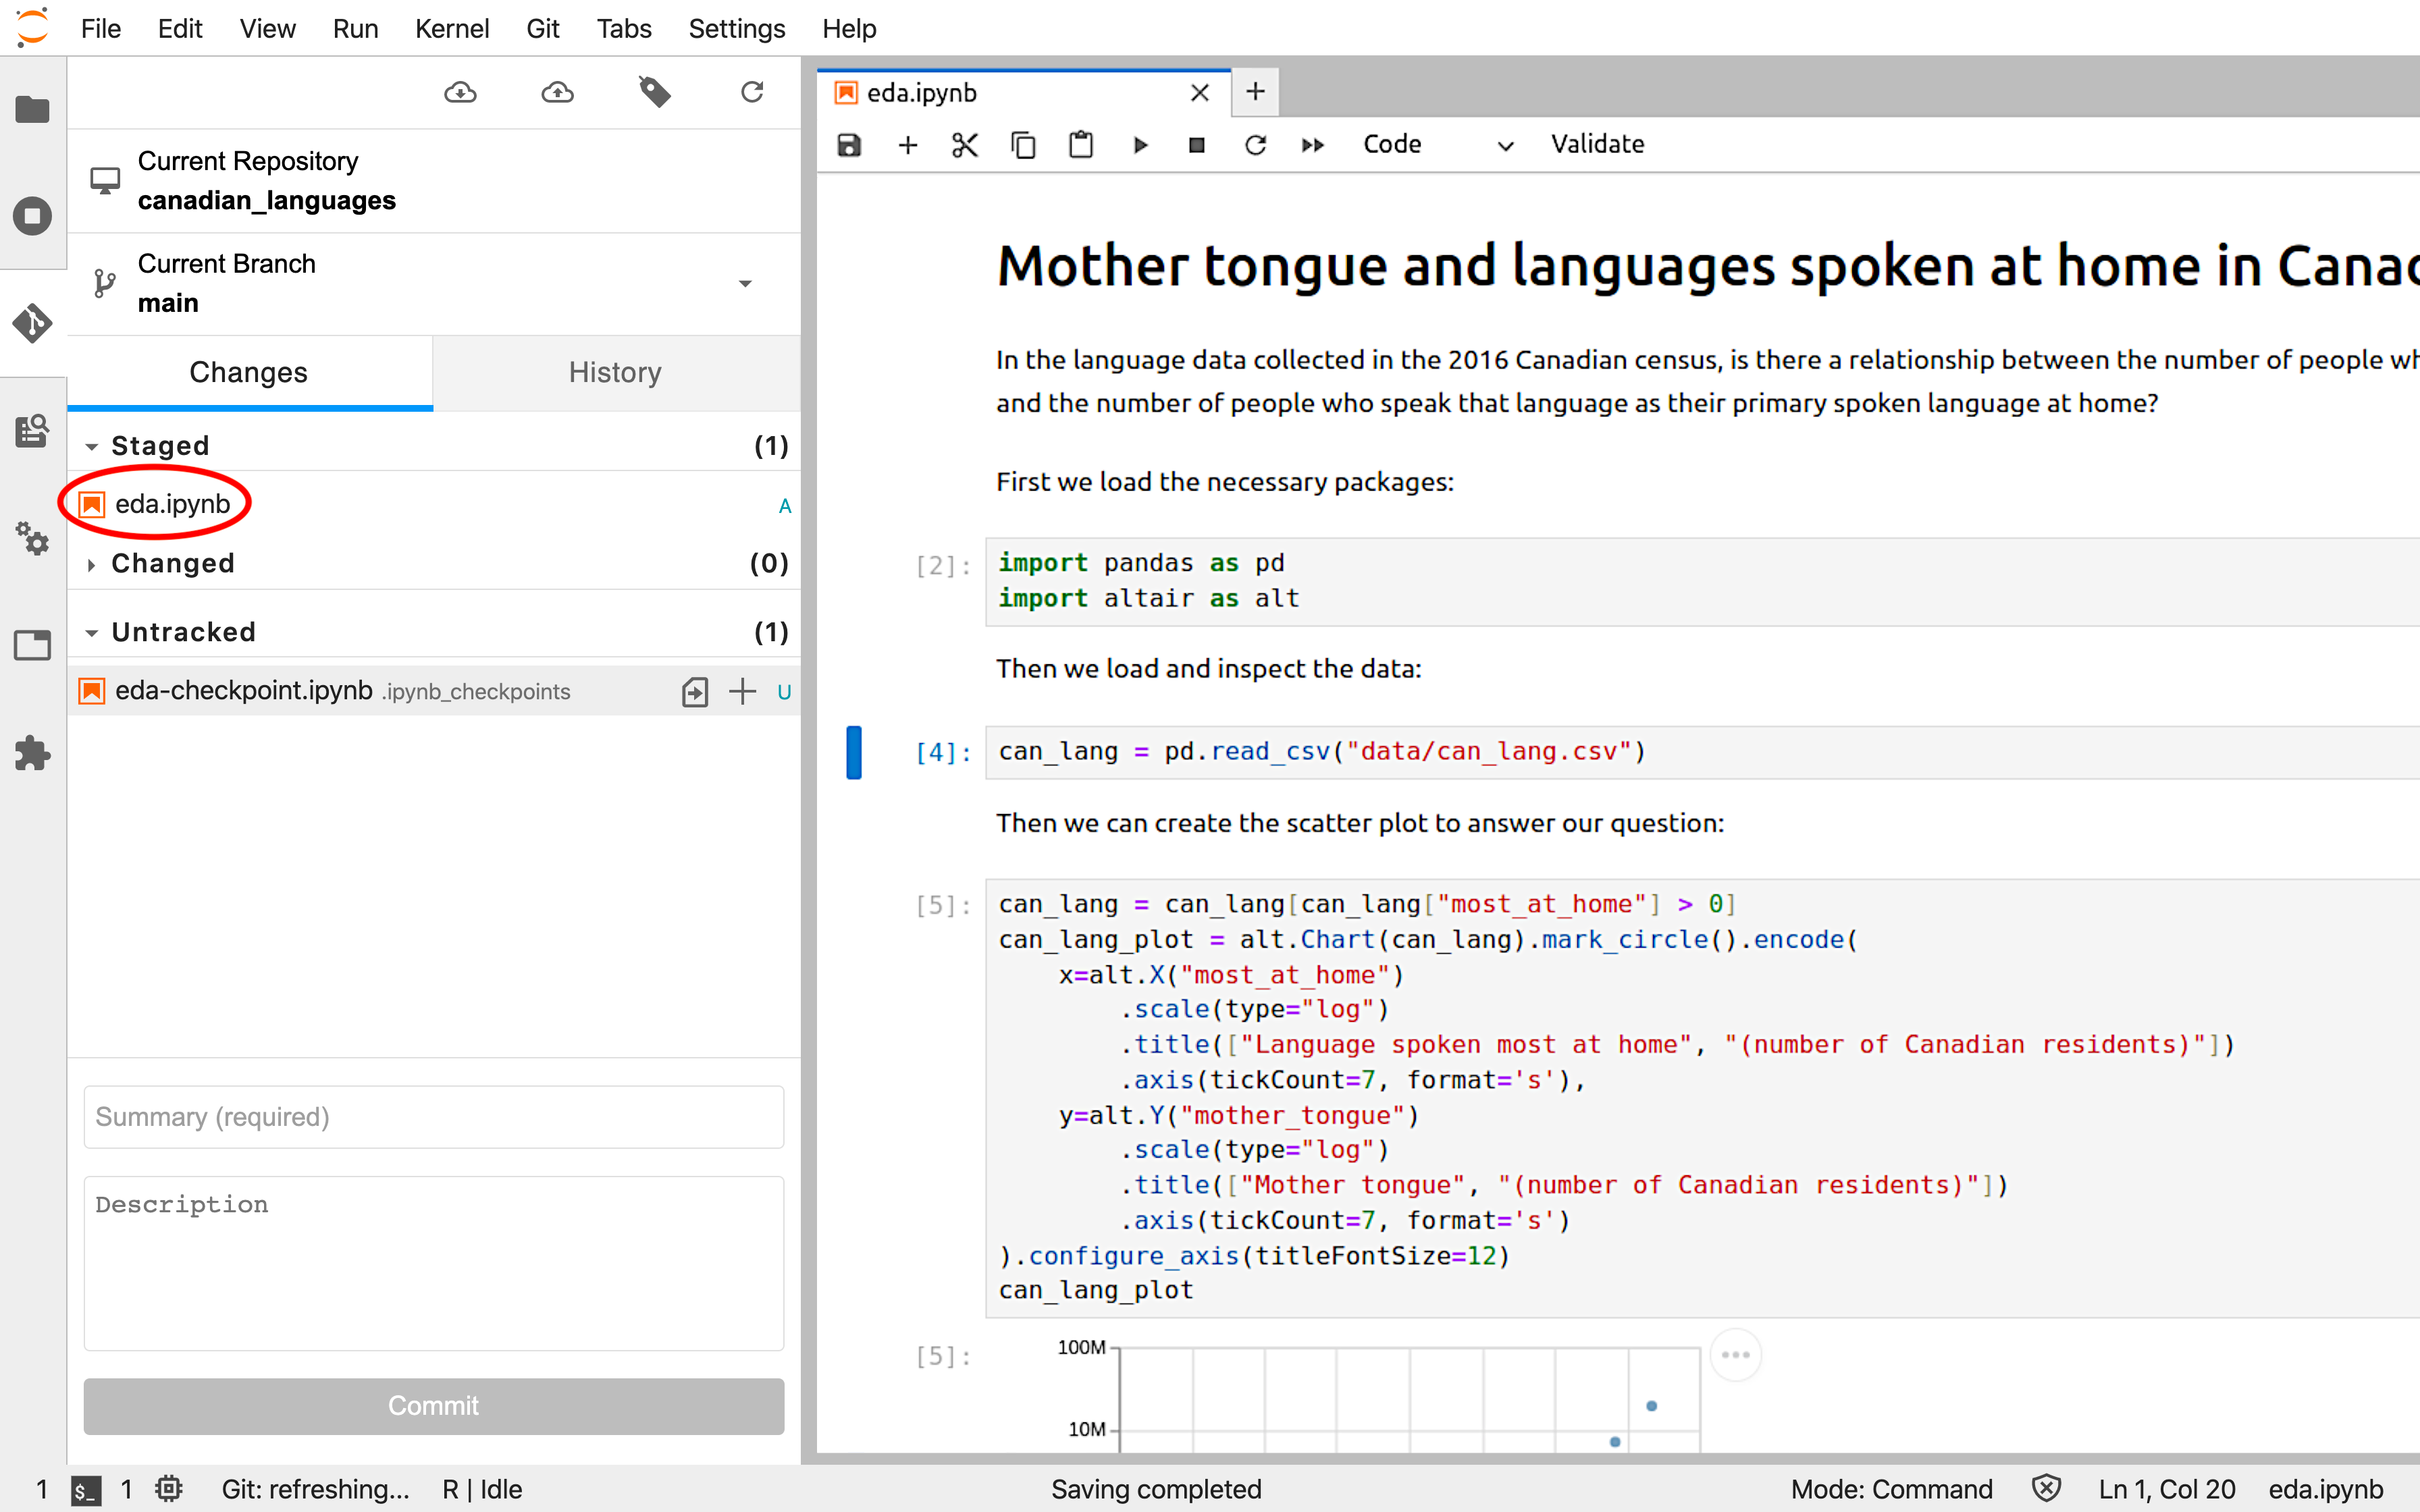 File Edit View Run Kernel Git Tabs Settings Help
Current Repository
canadian_languages
Current Branch
main
Changes History
Staged (1)
eda.ipynb A
Changed (0)
Untracked (1)
eda-checkpoint.ipynb .ipynb_checkpoints U
Summary (required)
Description
Commit
eda.ipynb
Code Validate
Mother tongue and languages spoken at home in
In the language data collected in the 2016 Canadian census, is there a relationship between the number of people
and the number of people who speak that language as their primary spoken language at home?
First we load the necessary packages:
[2]: import pandas as pd
import altair as alt
Then we load and inspect the data:
[4]: can_lang = pd.read_csv("data/can_lang.csv")
Then we can create the scatter plot to answer our question:
[5]: can_lang = can_lang[can_lang["most_at_home"] > 0]
can_lang_plot = alt.Chart(can_lang).mark_circle().encode(
x=alt.X("most_at_home")
.scale(type="log")
.title(["Language spoken most at home", "(number of Canadian residents)"])
.axis(tickCount=7, format='s'),
y=alt.Y("mother_tongue")
.scale(type="log")
.title(["Mother tongue", "(number of Canadian residents)"])
.axis(tickCount=7, format='s')
).configure_axis(titleFontSize=12)
can_lang_plot
[5]:
100M
10M
1 $_ 1 Git: refreshing... R | Idle Saving completed Mode: Command Ln 1, Col 20 eda.ipynb